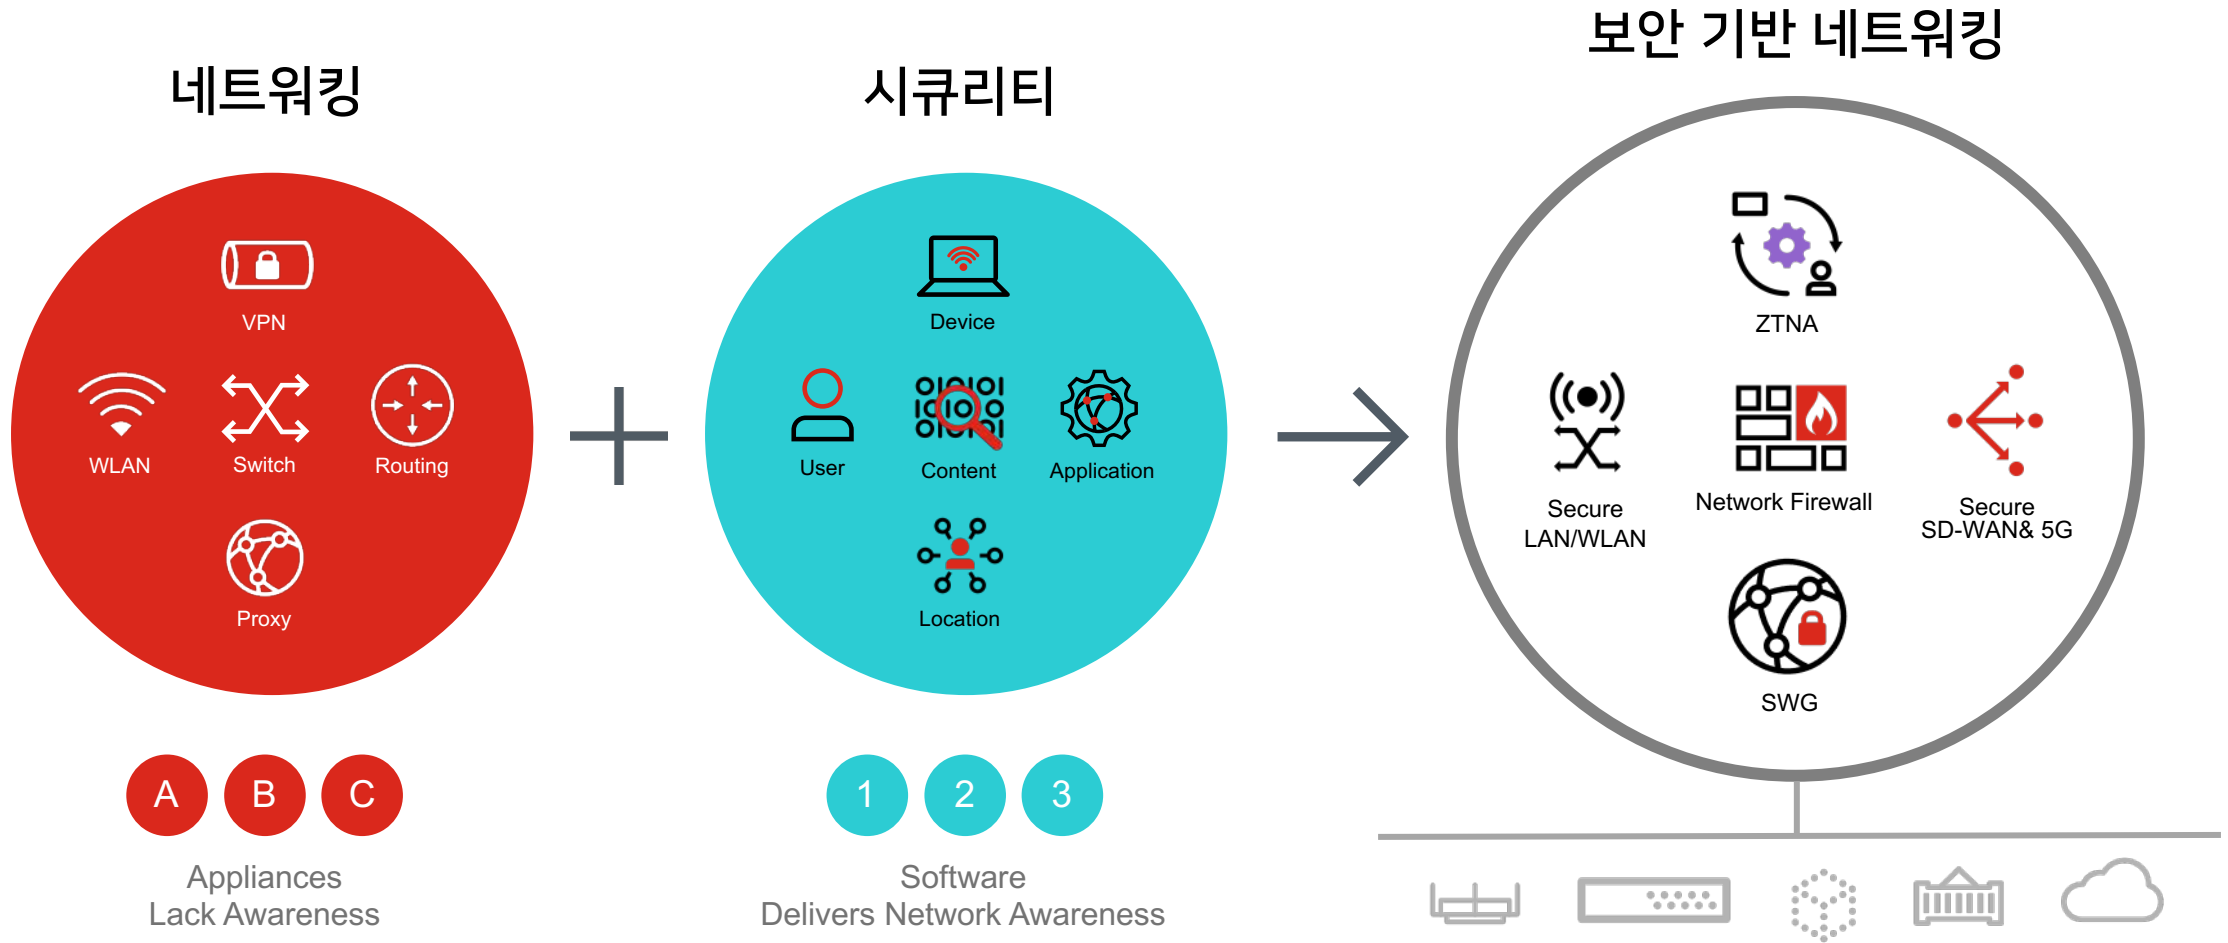 네트워킹
VPN
WLAN
Switch
Routing
Proxy
A
B
C
Appliances
Lack Awareness
시큐리티
Device
User
Content
Application
Location
1
2
3
Software
Delivers Network Awareness
보안 기반 네트워킹
ZTNA
Secure
LAN/WLAN
Network Firewall
Secure
SD-WAN& 5G
SWG